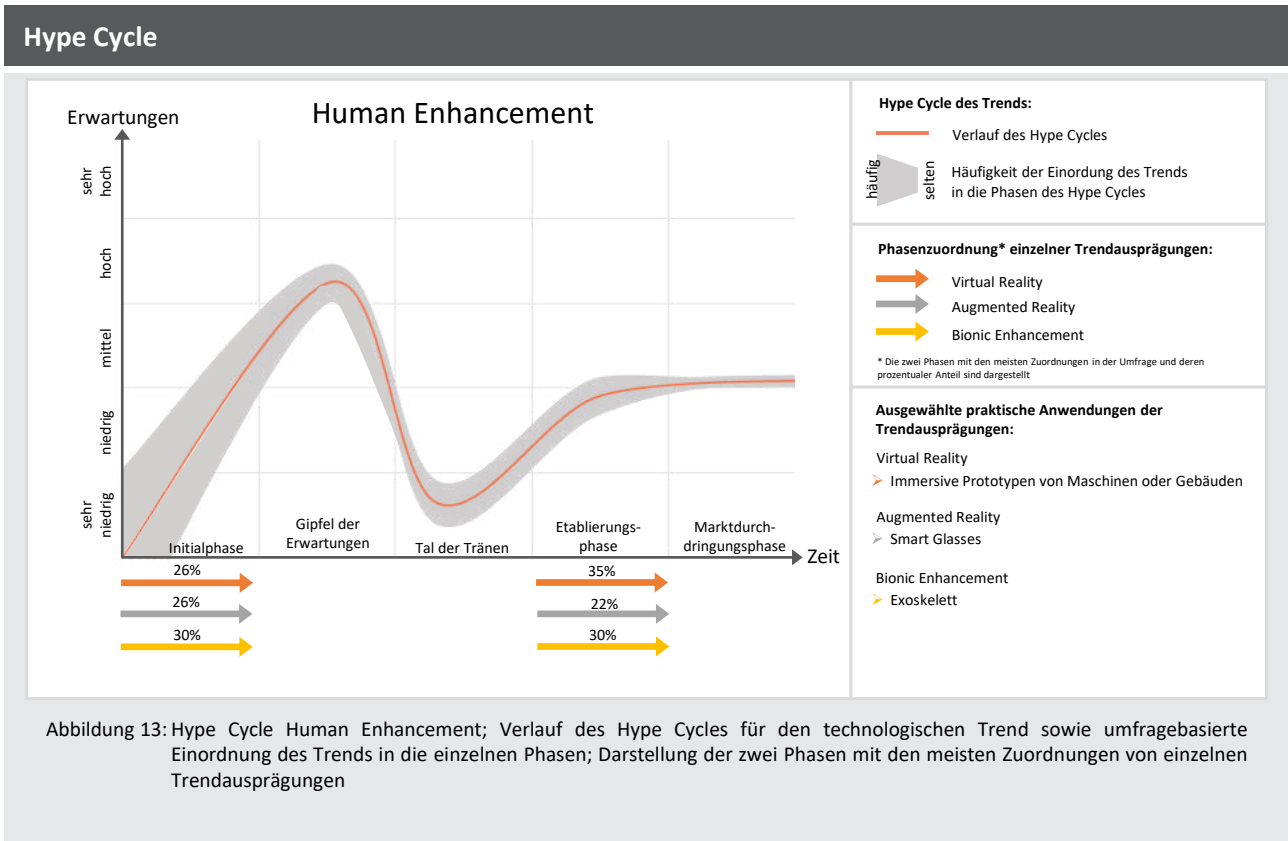 Hype Cycle
Human Enhancement
Erwartungen
sehr
hoch
hoch
mittel
niedrig
sehr
niedrig
Initialphase
Gipfel der
Erwartungen
Tal der Tränen
Etablierungs-
phase
Marktdurch-
dringungsphase
Zeit
26%
35%
26%
22%
30%
30%
Hype Cycle des Trends:
Verlauf des Hype Cycles
häufig
selten
Häufigkeit der Einordung des Trends
in die Phasen des Hype Cycles
Phasenzuordnung* einzelner Trendausprägungen:
Virtual Reality
Augmented Reality
Bionic Enhancement
* Die zwei Phasen mit den meisten Zuordnungen in der Umfrage und deren
prozentualer Anteil sind dargestellt
Ausgewählte praktische Anwendungen der
Trendausprägungen:
Virtual Reality
➢ Immersive Prototypen von Maschinen oder Gebäuden
Augmented Reality
➢ Smart Glasses
Bionic Enhancement
➢ Exoskelett
Abbildung 13: Hype Cycle Human Enhancement; Verlauf des Hype Cycles für den technologischen Trend sowie umfragebasierte
Einordnung des Trends in die einzelnen Phasen; Darstellung der zwei Phasen mit den meisten Zuordnungen von einzelnen
Trendausprägungen